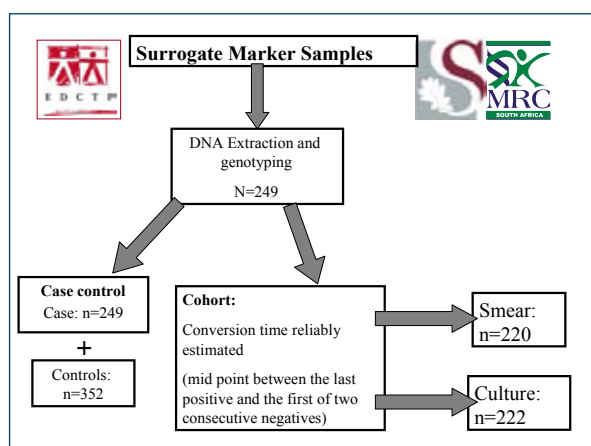 Surrogate Marker Samples
EDCTP
S
MRC
SOUTH AFRICA
DNA Extraction and
genotyping
N=249
Case control
Case: n=249
+
Controls:
n=352
Cohort:
Conversion time reliably
estimated
(mid point between the last
positive and the first of two
consecutive negatives)
Smear:
n=220
Culture:
n=222